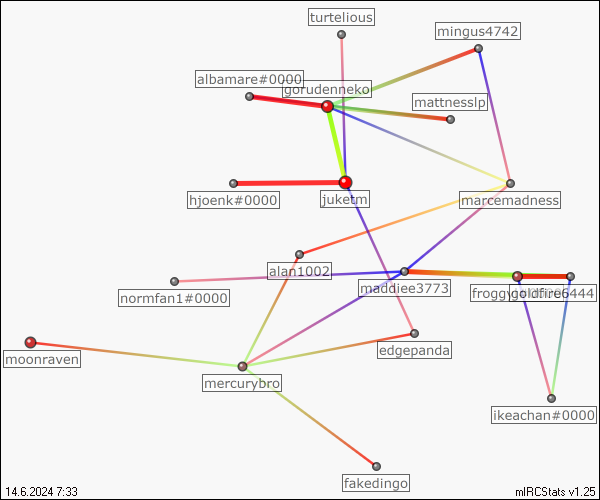 turtelious
mingus4742
albamare#0000
gorudenneko
mattnesslp
hjoenk#0000
juketm
marcemadness
alan1002
maddiee3773
normfan1#0000
goldfire6444
edgepanda
moonraven
mercurybro
ikeachan#0000
fakedingo
14.6.2024 7:33
mIRCStats v1.25